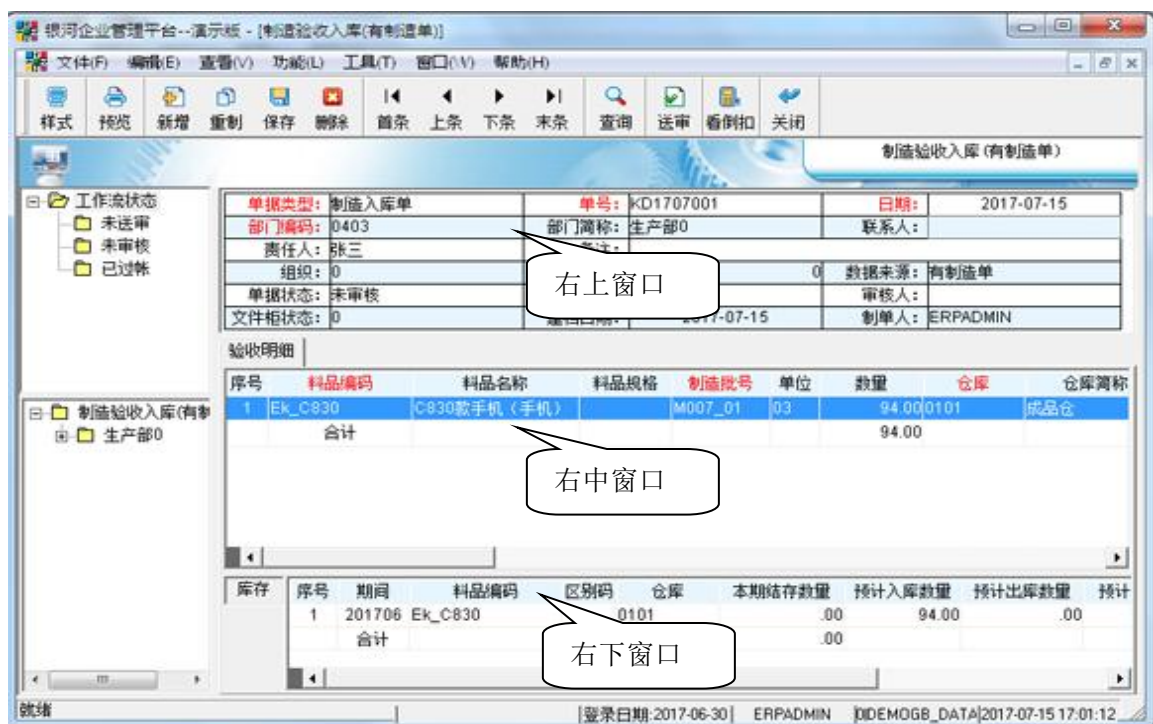 银河企业管理平台--演示版 - [制造验收入库(有制造单)]
文件(F) 编辑(E) 查看(V) 功能(L) 工具(T) 窗口(W) 帮助(H)
样式 预览 新增 重制 保存 删除 首条 上条 下条 末条 查询 送审 看倒扣 关闭
制造验收入库(有制造单)
工作流状态
未送审
未审核
已过帐
制造验收入库(有制
生产部0
单据类型: 制造入库单 单号: KD1707001 日期: 2017-07-15
部门编码: 0403 部门简称: 生产部0 联系人:
责任人: 张三
组织: 0 0 数据来源: 有制造单
单据状态: 未审核 审核人:
文件柜状态: 0 2017-07-15 制单人: ERPADMIN
右上窗口
验收明细
序号 料品编码 料品名称 料品规格 制造批号 单位 数量 仓库 仓库简称
1 Ek_C830 C830款手机(手机) M007_01 03 94.00 0101 成品仓
合计 94.00
右中窗口
库存
序号 期间 料品编码 区别码 仓库 本期结存数量 预计入库数量 预计出库数量 预计
1 201706 Ek_C830 0101 .00 94.00 .00
合计 .00
右下窗口
就绪 登录日期:2017-06-30 ERPADMIN 0IDEMOGB_DATA 2017-07-15 17:01:12